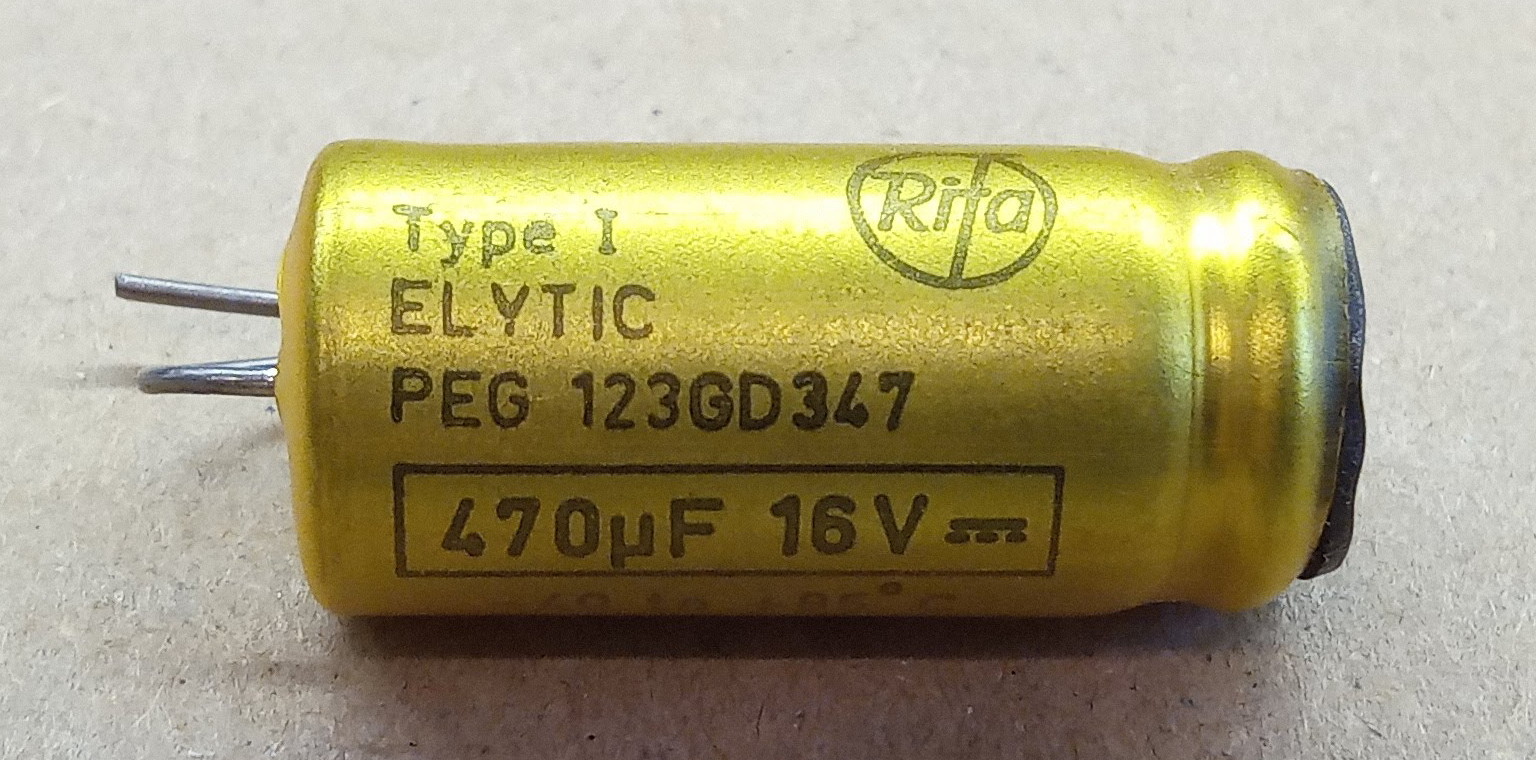 Rifa
Type I
ELYTIC
PEG 123GD347
470µF 16V ⎓